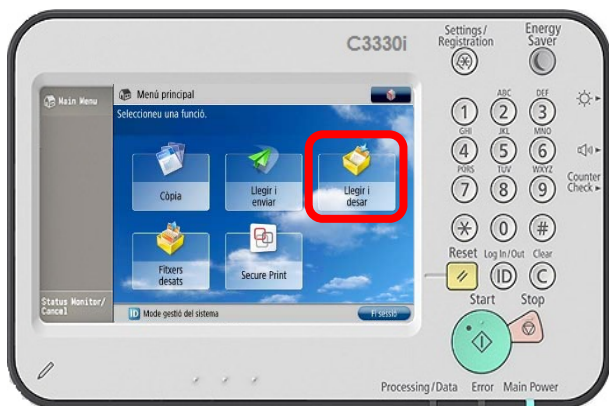 C3330i
Settings/
Registration
Energy
Saver
Main Menu
Menú principal
Seleccioneu una funció.
Còpia
Llegir i
enviar
Llegir i
desar
Fitxers
desats
Secure Print
Status Monitor/
Cancel
ID Mode gestió del sistema
Fi sessió
ABC DEF
1 2 3
GHI JKL MNO
4 5 6
PQRS TUV WXYZ
7 8 9
Counter
Check
0 #
Reset Log In/Out Clear
ID C
Start Stop
Processing/Data Error Main Power